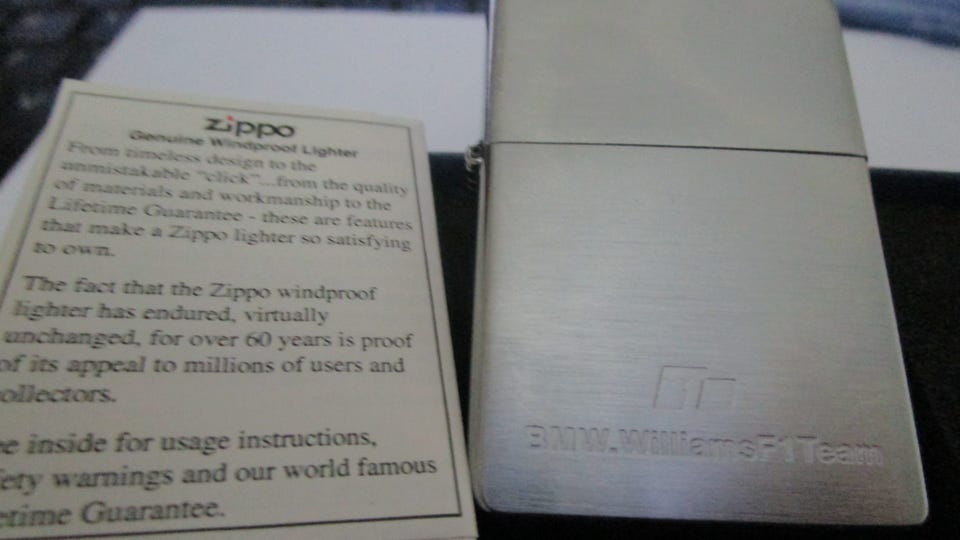 zippo
Genuine Windproof Lighter
From timeless design to the
unmistakable "click"...from the quality
of materials and workmanship to the
Lifetime Guarantee - these are features
that make a Zippo lighter so satisfying
to own.
The fact that the Zippo windproof
lighter has endured, virtually
unchanged, for over 60 years is proof
of its appeal to millions of users and
ollectors.
e inside for usage instructions,
fety warnings and our world famous
etime Guarantee.
BMW.WilliamsF1Team